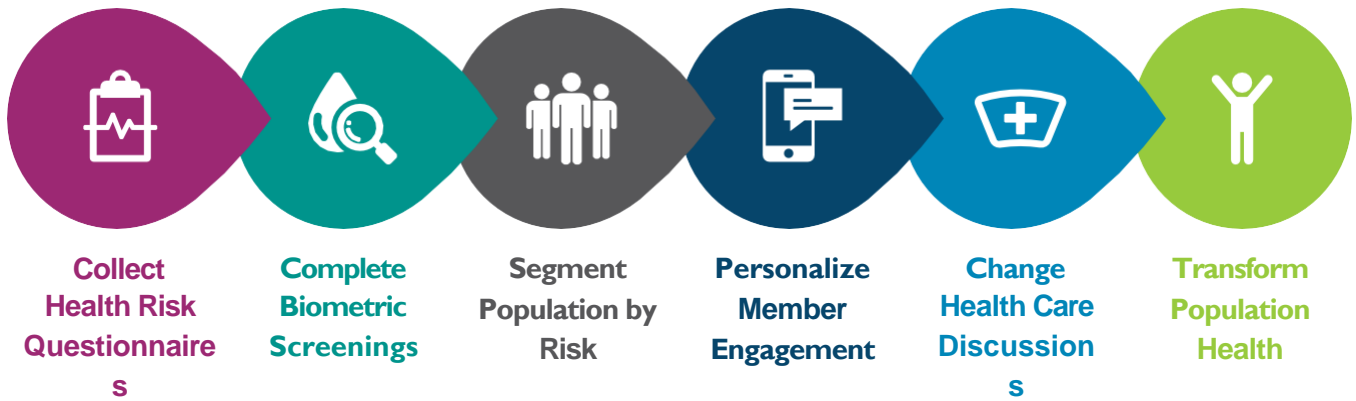 Collect
Health Risk
Questionnaire
s
Complete
Biometric
Screenings
Segment
Population by
Risk
Personalize
Member
Engagement
Change
Health Care
Discussion
s
Transform
Population
Health